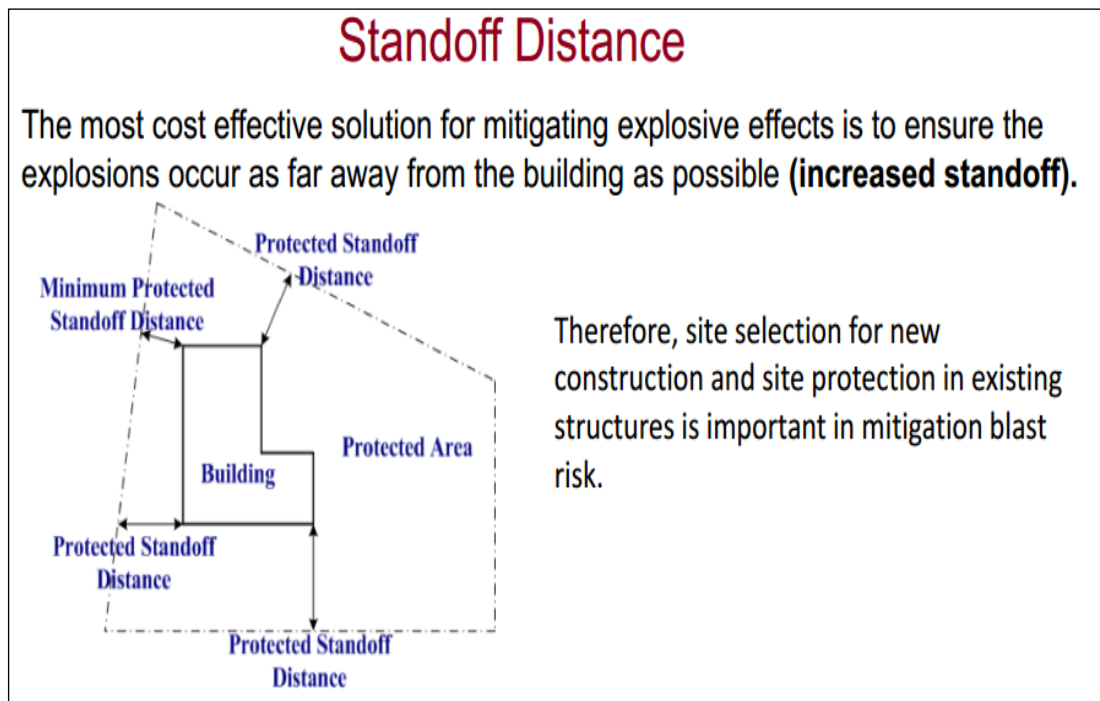 Standoff Distance
The most cost effective solution for mitigating explosive effects is to ensure the
explosions occur as far away from the building as possible (increased standoff).
Protected Standoff
Distance
Minimum Protected
Standoff Distance
Therefore, site selection for new
construction and site protection in existing
structures is important in mitigation blast
risk.
Protected Area
Building
Protected Standoff
Distance
Protected Standoff
Distance